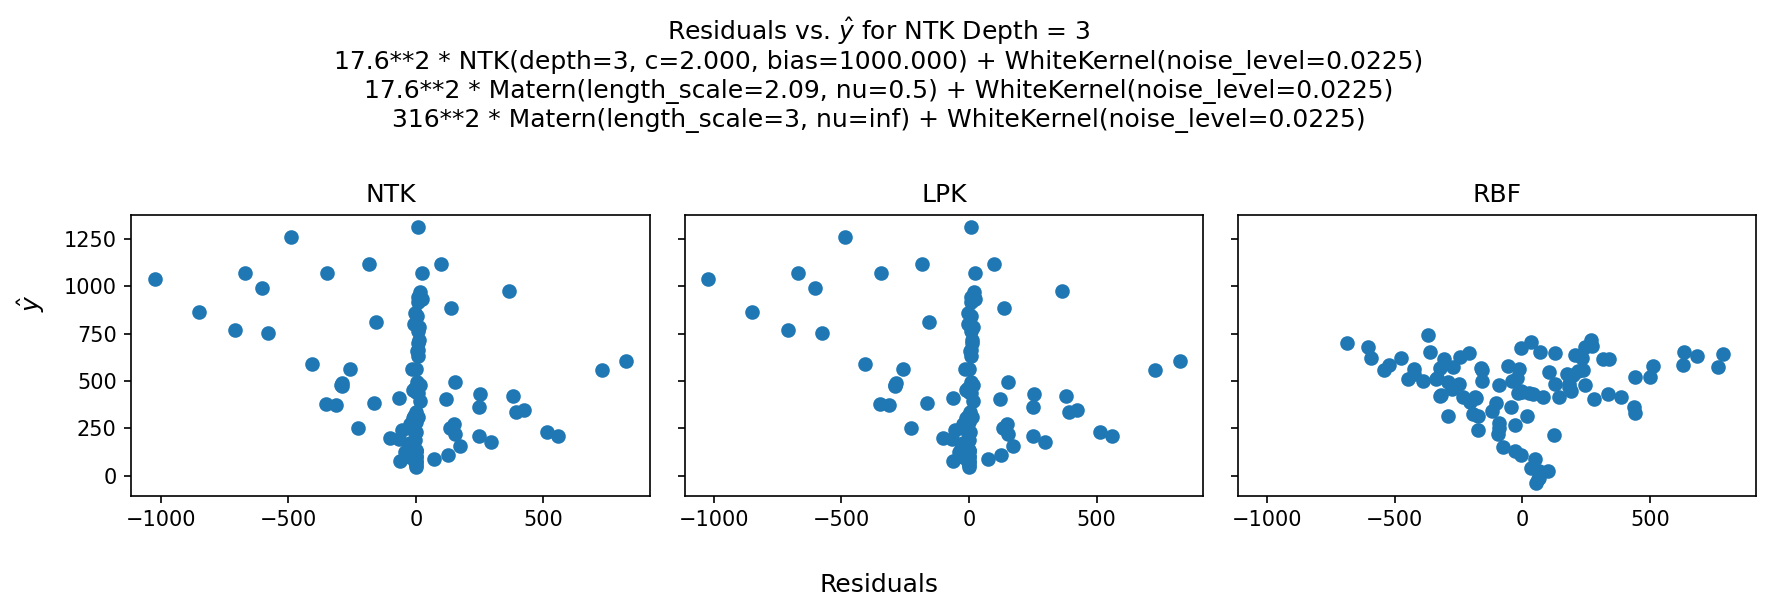 Residuals vs. ŷ for NTK Depth = 3
17.6**2 * NTK(depth=3, c=2.000, bias=1000.000) + WhiteKernel(noise_level=0.0225)
17.6**2 * Matern(length_scale=2.09, nu=0.5) + WhiteKernel(noise_level=0.0225)
316**2 * Matern(length_scale=3, nu=inf) + WhiteKernel(noise_level=0.0225)
NTK LPK RBF
1250
1000
750
500
250
0
ŷ
−1000 −500 0 500 −1000 −500 0 500 −1000 −500 0 500
Residuals